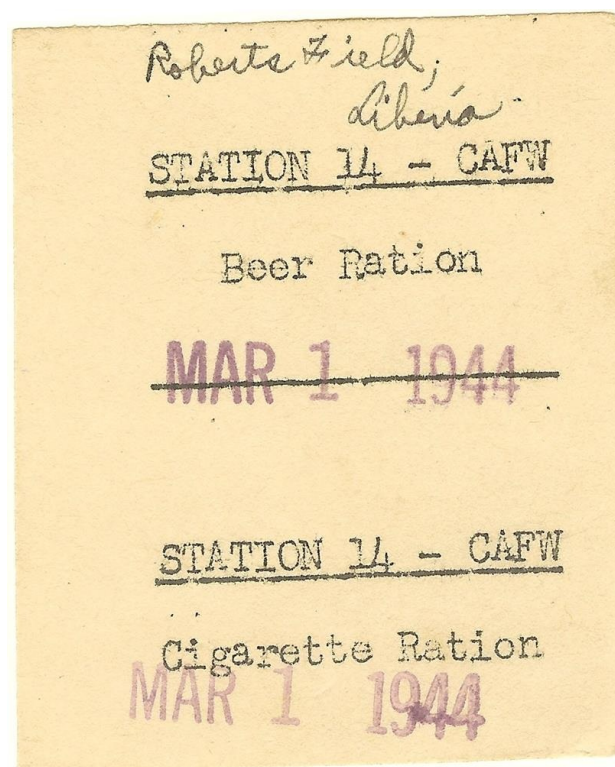 Roberts Field,
Liberia
STATION 14 - CAFW
Beer Ration
MAR 1 1944
STATION 14 - CAFW
Cigarette Ration
MAR 1 1944